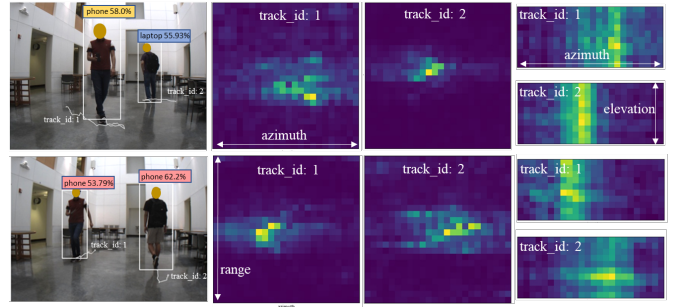 phone 58.0%
laptop 55.93%
track_id: 1
track_id: 2
track_id: 1
azimuth
track_id: 2
track_id: 1
azimuth
track_id: 2
elevation
phone 53.79%
phone 62.2%
track_id: 1
track_id: 2
track_id: 1
range
track_id: 2
track_id: 1
track_id: 2